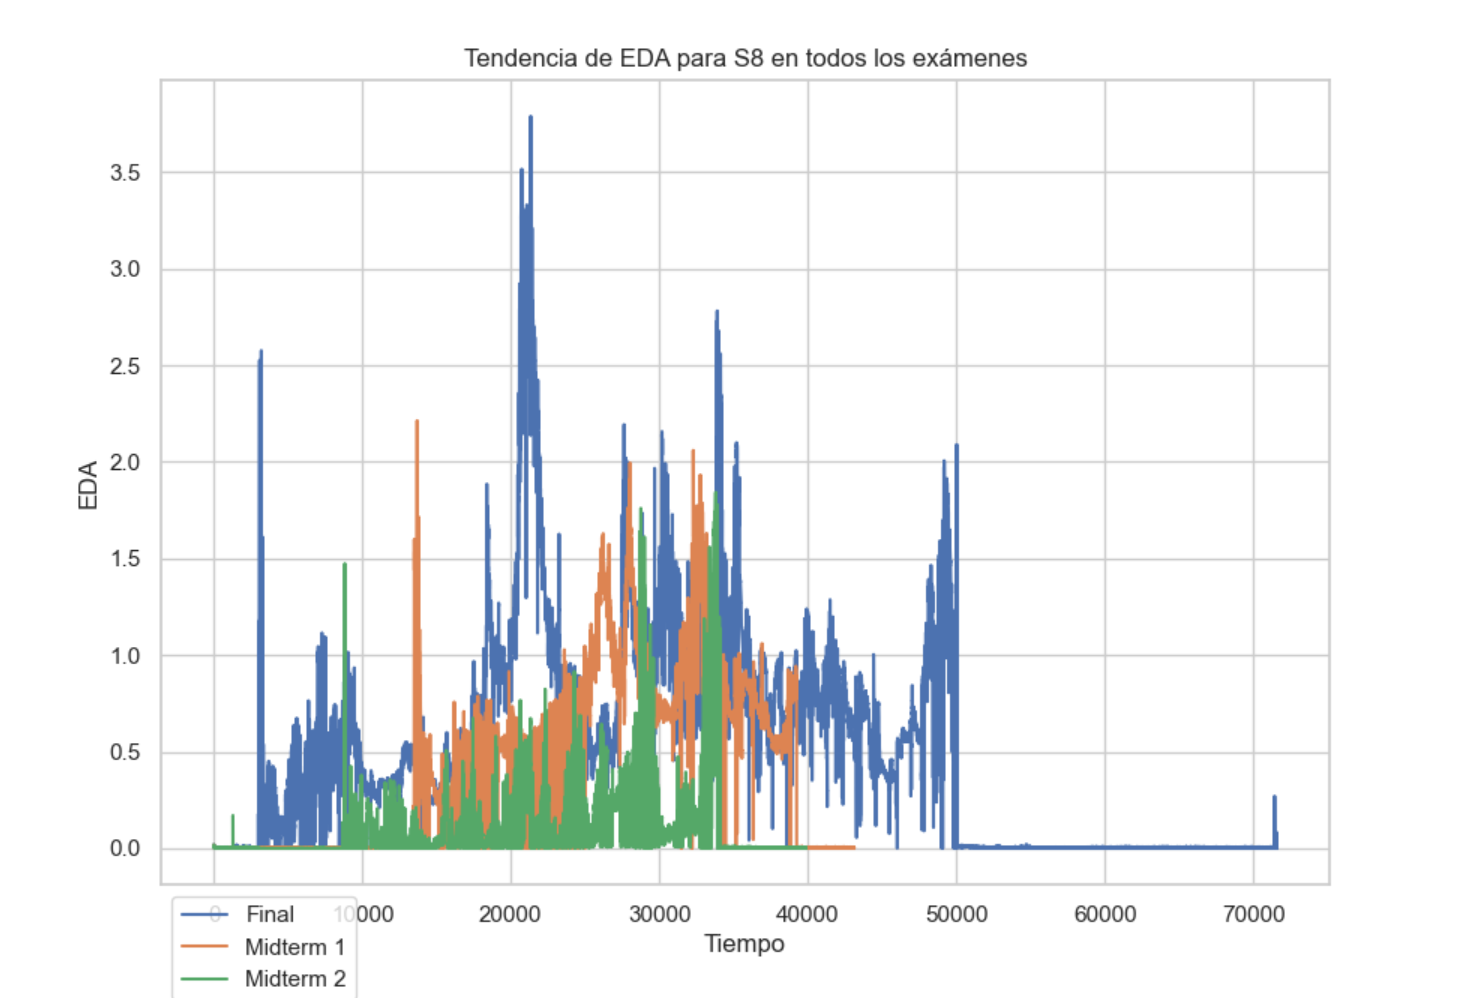 Tendencia de EDA para S8 en todos los exámenes
3.5
3.0
2.5
2.0
1.5
1.0
0.5
0.0
EDA
0 10000 20000 30000 40000 50000 60000 70000
Tiempo
Final
Midterm 1
Midterm 2